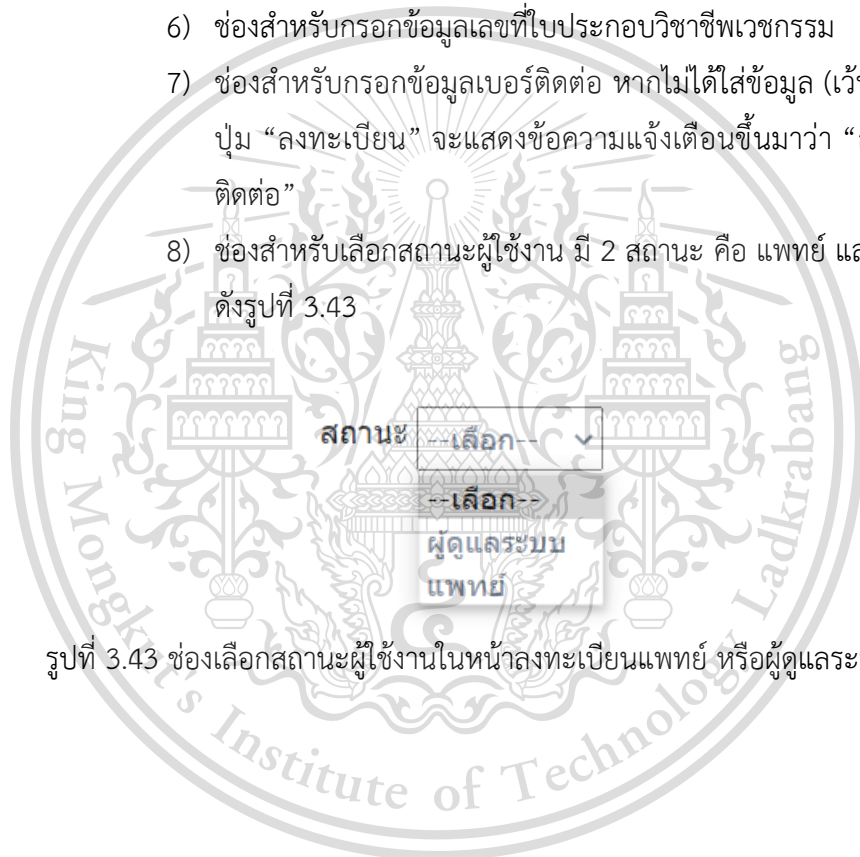 6) ช่องสำหรับกรอกข้อมูลเลขที่ใบประกอบวิชาชีพเวชกรรม
7) ช่องสำหรับกรอกข้อมูลเบอร์ติดต่อ หากไม่ได้ใส่ข้อมูล (เว้
ปุ่ม “ลงทะเบียน” จะแสดงข้อความแจ้งเตือนขึ้นมาว่า “
ติดต่อ”
8) ช่องสำหรับเลือกสถานะผู้ใช้งาน มี 2 สถานะ คือ แพทย์ แล
ดังรูปที่ 3.43
สถานะ --เลือก--
--เลือก--
ผู้ดูแลระบบ
แพทย์
รูปที่ 3.43 ช่องเลือกสถานะผู้ใช้งานในหน้าลงทะเบียนแพทย์ หรือผู้ดูแลระ
King Mongkut's Institute of Technology Ladkrabang